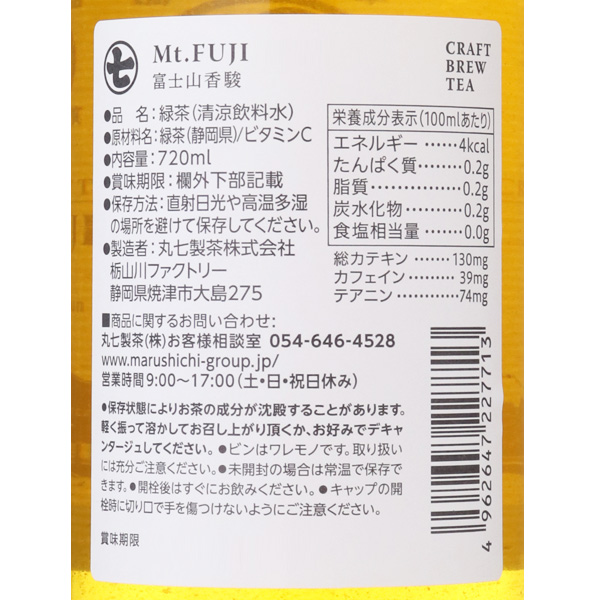 七
Mt.FUJI
富士山香駿
CRAFT
BREW
TEA
●品　名：緑茶（清涼飲料水）
●原材料名：緑茶（静岡県）/ビタミンC
●内容量：720ml
●賞味期限：欄外下部記載
●保存方法：直射日光や高温多湿
の場所を避けて保存してください。
●製造者：丸七製茶株式会社
栃山川ファクトリー
静岡県焼津市大島275
栄養成分表示（100mlあたり）
エネルギー……4kcal
たんぱく質……0.2g
脂質……0.2g
炭水化物……0.2g
食塩相当量……0.0g
総カテキン……130mg
カフェイン……39mg
テアニン……74mg
■商品に関するお問い合わせ：
丸七製茶（株）お客様相談室 054-646-4528
www.marushichi-group.jp/
営業時間 9:00〜17:00（土・日・祝日休み）
●保存状態によりお茶の成分が沈殿することがあります。
軽く振って溶かしてお召し上がり頂くか、お好みでデキャ
ンタージュしてください。●ビンはワレモノです。取り扱い
には充分ご注意ください。●未開封の場合は常温で保存で
きます。●開栓後はすぐにお飲みください。●キャップの開
栓時に切り口で手を傷つけないようにご注意ください。
賞味期限
4962647227713